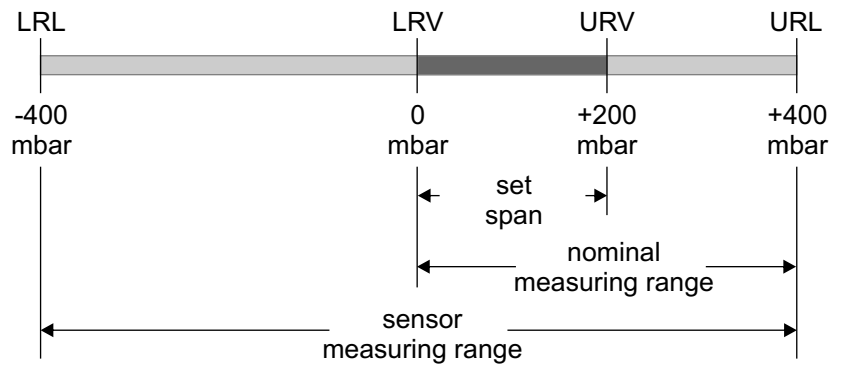 LRL LRV URV URL
-400 0 +200 +400
mbar mbar mbar mbar
set
span
nominal
measuring range
sensor
measuring range